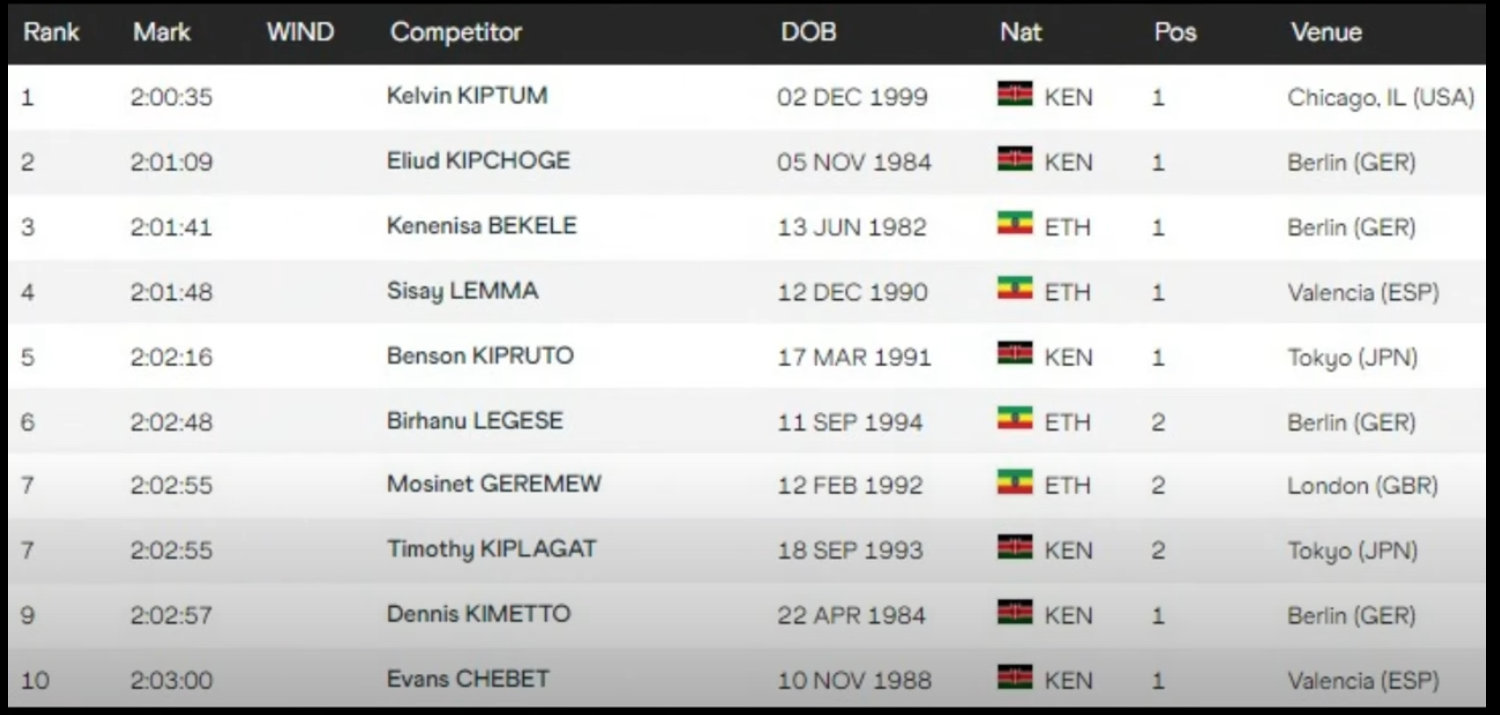 Rank Mark WIND Competitor DOB Nat Pos Venue
1 2:00:35 Kelvin KIPTUM 02 DEC 1999 KEN 1 Chicago, IL (USA)
2 2:01:09 Eliud KIPCHOGE 05 NOV 1984 KEN 1 Berlin (GER)
3 2:01:41 Kenenisa BEKELE 13 JUN 1982 ETH 1 Berlin (GER)
4 2:01:48 Sisay LEMMA 12 DEC 1990 ETH 1 Valencia (ESP)
5 2:02:16 Benson KIPRUTO 17 MAR 1991 KEN 1 Tokyo (JPN)
6 2:02:48 Birhanu LEGESE 11 SEP 1994 ETH 2 Berlin (GER)
7 2:02:55 Mosinet GEREMEW 12 FEB 1992 ETH 2 London (GBR)
7 2:02:55 Timothy KIPLAGAT 18 SEP 1993 KEN 2 Tokyo (JPN)
9 2:02:57 Dennis KIMETTO 22 APR 1984 KEN 1 Berlin (GER)
10 2:03:00 Evans CHEBET 10 NOV 1988 KEN 1 Valencia (ESP)